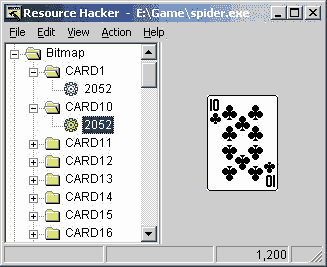 Resource Hacker - E:\Game\spider.exe
File Edit View Action Help
Bitmap
CARD1
2052
CARD10
2052
CARD11
CARD12
CARD13
CARD14
CARD15
CARD16
10
10
1,200